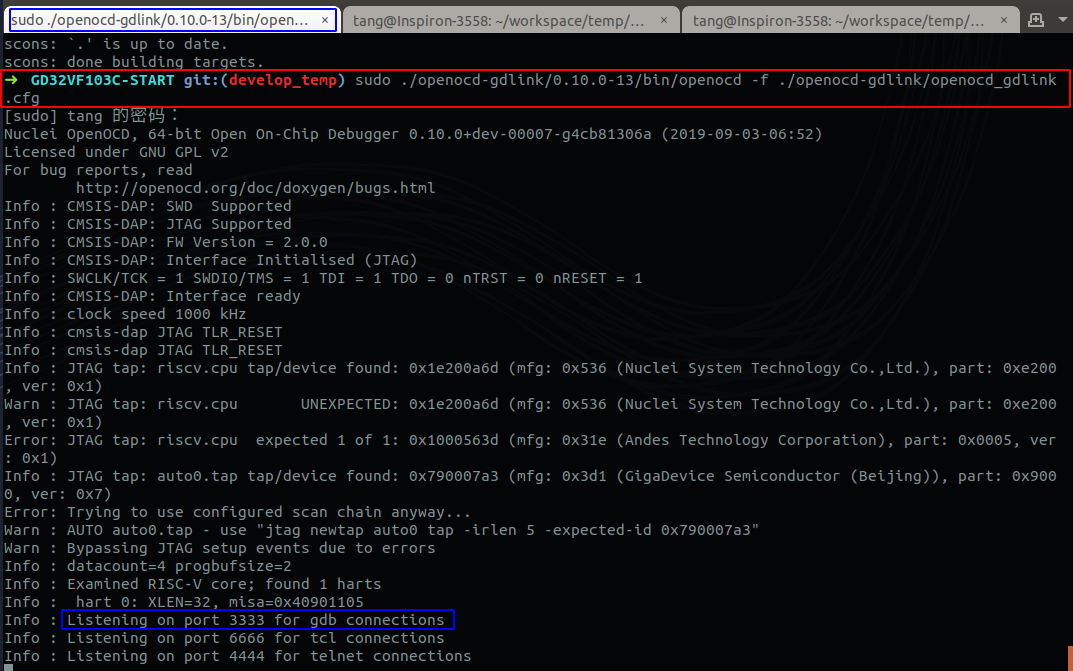 sudo ./openocd-gdlink/0.10.0-13/bin/open... ×
tang@Inspiron-3558: ~/workspace/temp/... ×
tang@Inspiron-3558: ~/workspace/temp/... ×
scons: `.' is up to date.
scons: done building targets.
➜  GD32VF103C-START git:(develop_temp) sudo ./openocd-gdlink/0.10.0-13/bin/openocd -f ./openocd-gdlink/openocd_gdlink
.cfg
[sudo] tang 的密码：
Nuclei OpenOCD, 64-bit Open On-Chip Debugger 0.10.0+dev-00007-g4cb81306a (2019-09-03-06:52)
Licensed under GNU GPL v2
For bug reports, read
        http://openocd.org/doc/doxygen/bugs.html
Info : CMSIS-DAP: SWD  Supported
Info : CMSIS-DAP: JTAG Supported
Info : CMSIS-DAP: FW Version = 2.0.0
Info : CMSIS-DAP: Interface Initialised (JTAG)
Info : SWCLK/TCK = 1 SWDIO/TMS = 1 TDI = 1 TDO = 0 nTRST = 0 nRESET = 1
Info : CMSIS-DAP: Interface ready
Info : clock speed 1000 kHz
Info : cmsis-dap JTAG TLR_RESET
Info : cmsis-dap JTAG TLR_RESET
Info : JTAG tap: riscv.cpu tap/device found: 0x1e200a6d (mfg: 0x536 (Nuclei System Technology Co.,Ltd.), part: 0xe200
, ver: 0x1)
Warn : JTAG tap: riscv.cpu       UNEXPECTED: 0x1e200a6d (mfg: 0x536 (Nuclei System Technology Co.,Ltd.), part: 0xe200
, ver: 0x1)
Error: JTAG tap: riscv.cpu  expected 1 of 1: 0x1000563d (mfg: 0x31e (Andes Technology Corporation), part: 0x0005, ver
: 0x1)
Info : JTAG tap: auto0.tap tap/device found: 0x790007a3 (mfg: 0x3d1 (GigaDevice Semiconductor (Beijing)), part: 0x900
0, ver: 0x7)
Error: Trying to use configured scan chain anyway...
Warn : AUTO auto0.tap - use "jtag newtap auto0 tap -irlen 5 -expected-id 0x790007a3"
Warn : Bypassing JTAG setup events due to errors
Info : datacount=4 progbufsize=2
Info : Examined RISC-V core; found 1 harts
Info :  hart 0: XLEN=32, misa=0x40901105
Info : Listening on port 3333 for gdb connections
Info : Listening on port 6666 for tcl connections
Info : Listening on port 4444 for telnet connections